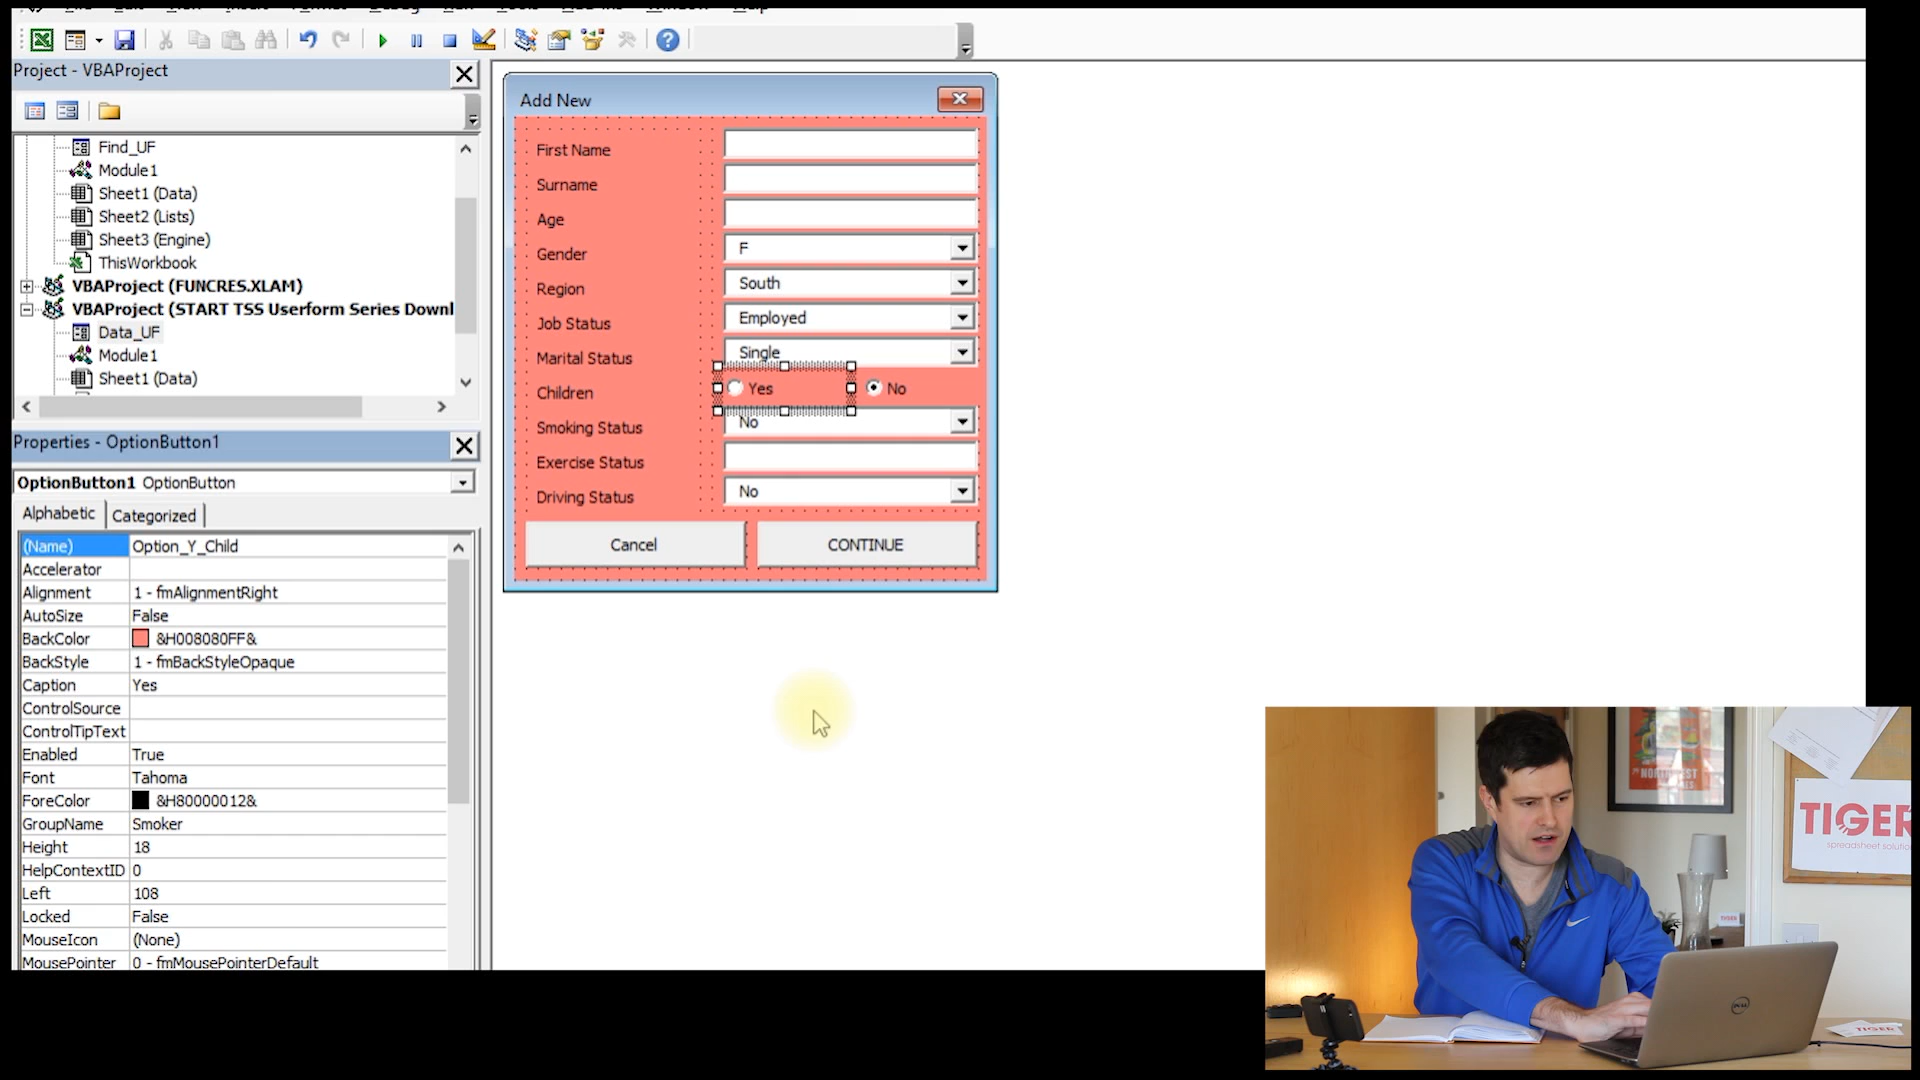 Project - VBAProject
Find_UF
Module1
Sheet1 (Data)
Sheet2 (Lists)
Sheet3 (Engine)
ThisWorkbook
VBAProject (FUNCRES.XLAM)
VBAProject (START TSS Userform Series Downl
Data_UF
Module1
Sheet1 (Data)
Properties - OptionButton1
OptionButton1 OptionButton
Alphabetic Categorized
(Name) Option_Y_Child
Accelerator
Alignment 1 - fmAlignmentRight
AutoSize False
BackColor &H008080FF&
BackStyle 1 - fmBackStyleOpaque
Caption Yes
ControlSource
ControlTipText
Enabled True
Font Tahoma
ForeColor &H80000012&
GroupName Smoker
Height 18
HelpContextID 0
Left 108
Locked False
MouseIcon (None)
MousePointer 0 - fmMousePointerDefault
Add New
First Name
Surname
Age
Gender F
Region South
Job Status Employed
Marital Status Single
Children Yes No
Smoking Status No
Exercise Status
Driving Status No
Cancel CONTINUE
TIGER
spreadsheet solutio
TIGER